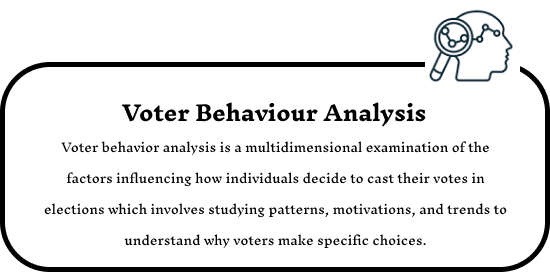 Voter Behaviour Analysis
Voter behavior analysis is a multidimensional examination of the
factors influencing how individuals decide to cast their votes in
elections which involves studying patterns, motivations, and trends to
understand why voters make specific choices.